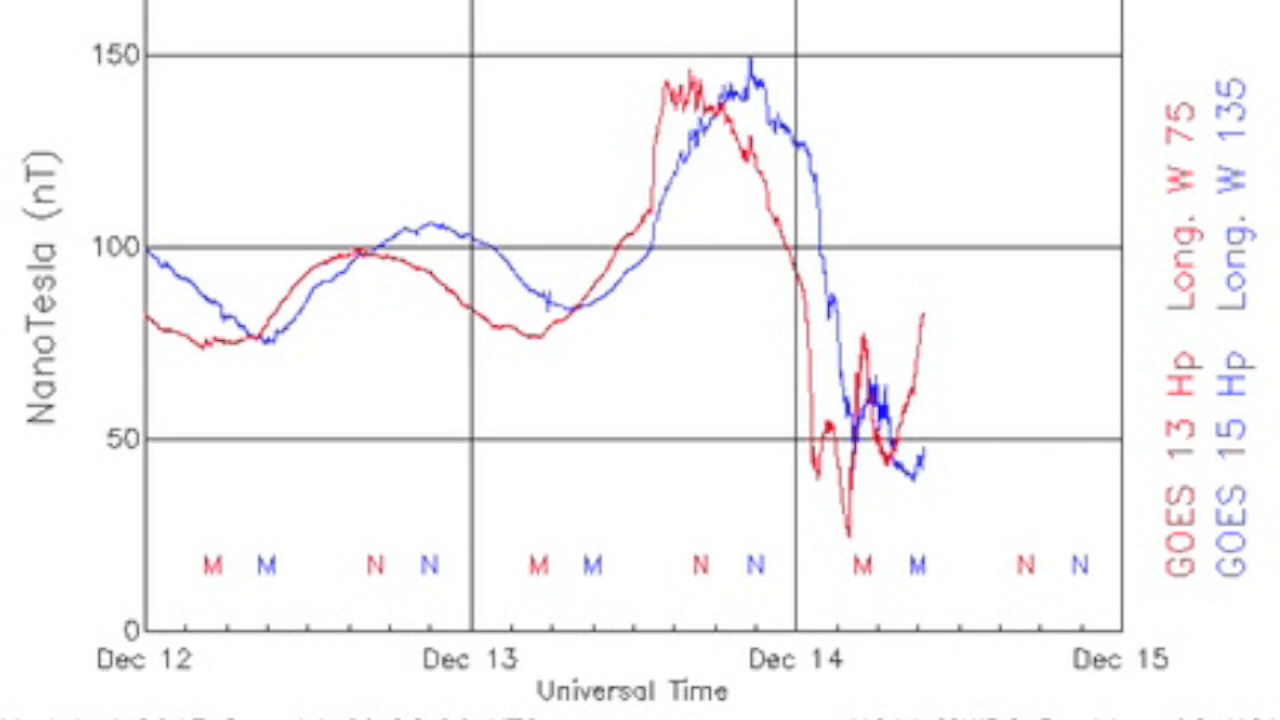 150
100
50
0
NanoTesla (nT)
M M N N M M N N M M N N
Dec 12 Dec 13 Dec 14 Dec 15
Universal Time
GOES 13 Hp Long. W 75
GOES 15 Hp Long. W 135